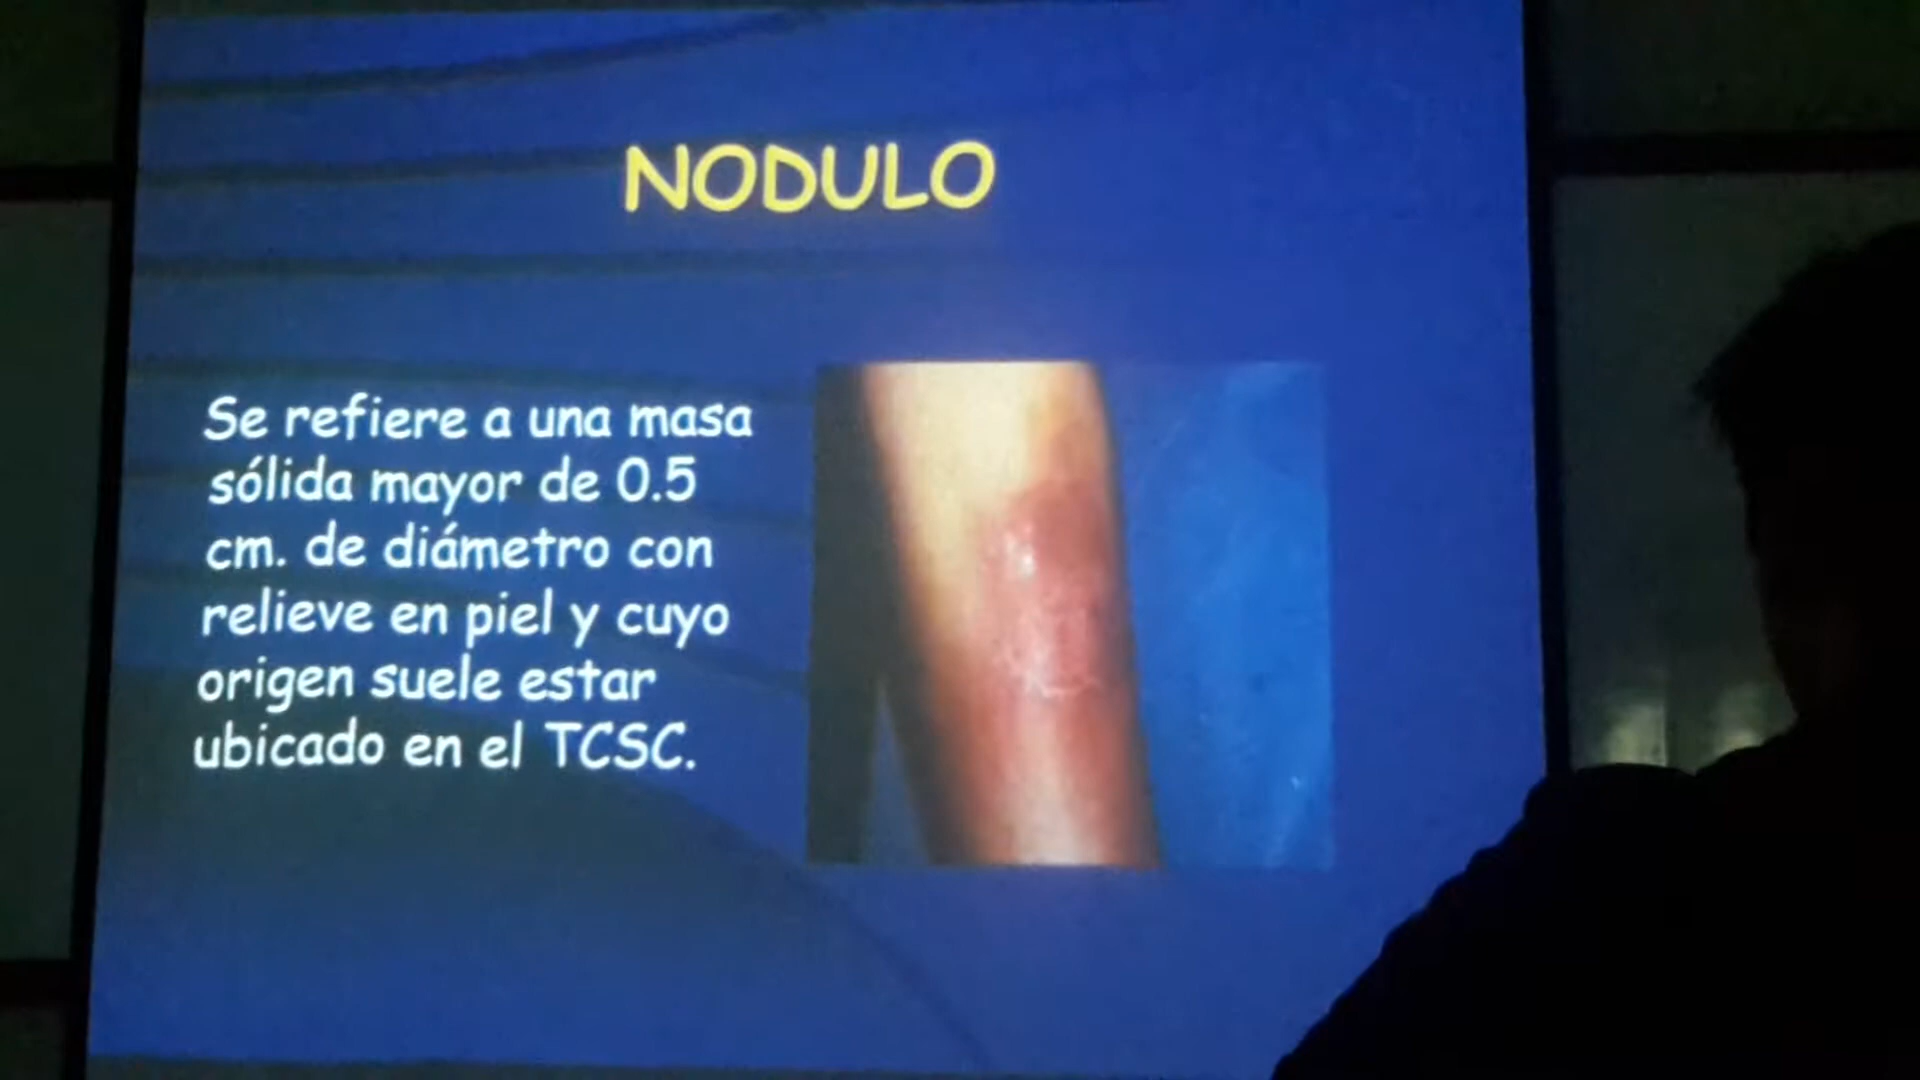 NODULO
Se refiere a una masa
sólida mayor de 0.5
cm. de diámetro con
relieve en piel y cuyo
origen suele estar
ubicado en el TCSC.